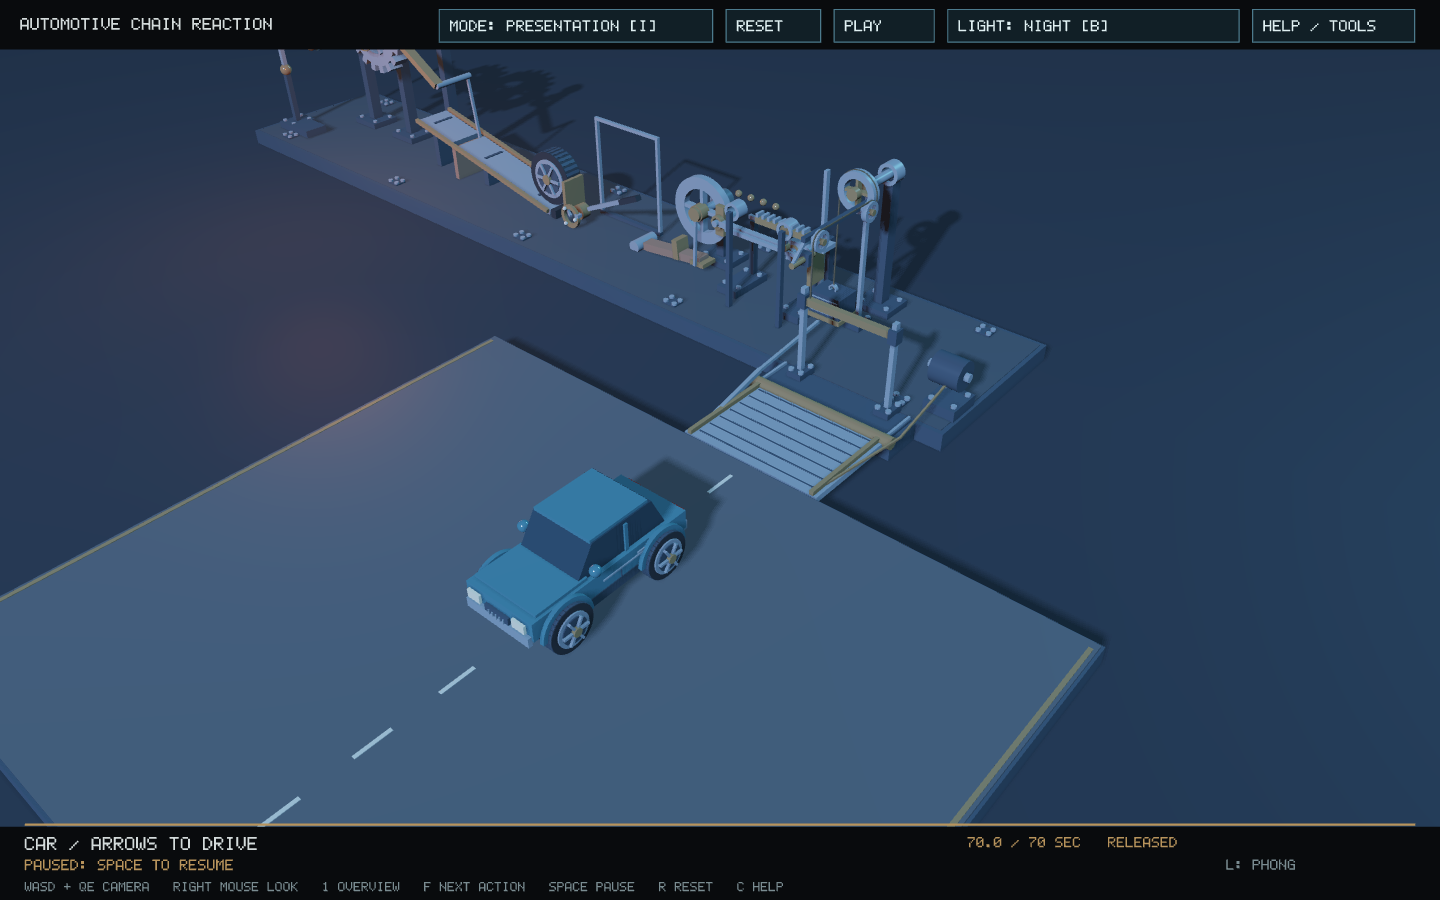 AUTOMOTIVE CHAIN REACTION
MODE: PRESENTATION [I]
RESET
PLAY
LIGHT: NIGHT [B]
HELP / TOOLS
CAR / ARROWS TO DRIVE
70.0 / 70 SEC RELEASED
PAUSED: SPACE TO RESUME
L: PHONG
WASD + QE CAMERA RIGHT MOUSE LOOK 1 OVERVIEW F NEXT ACTION SPACE PAUSE R RESET C HELP